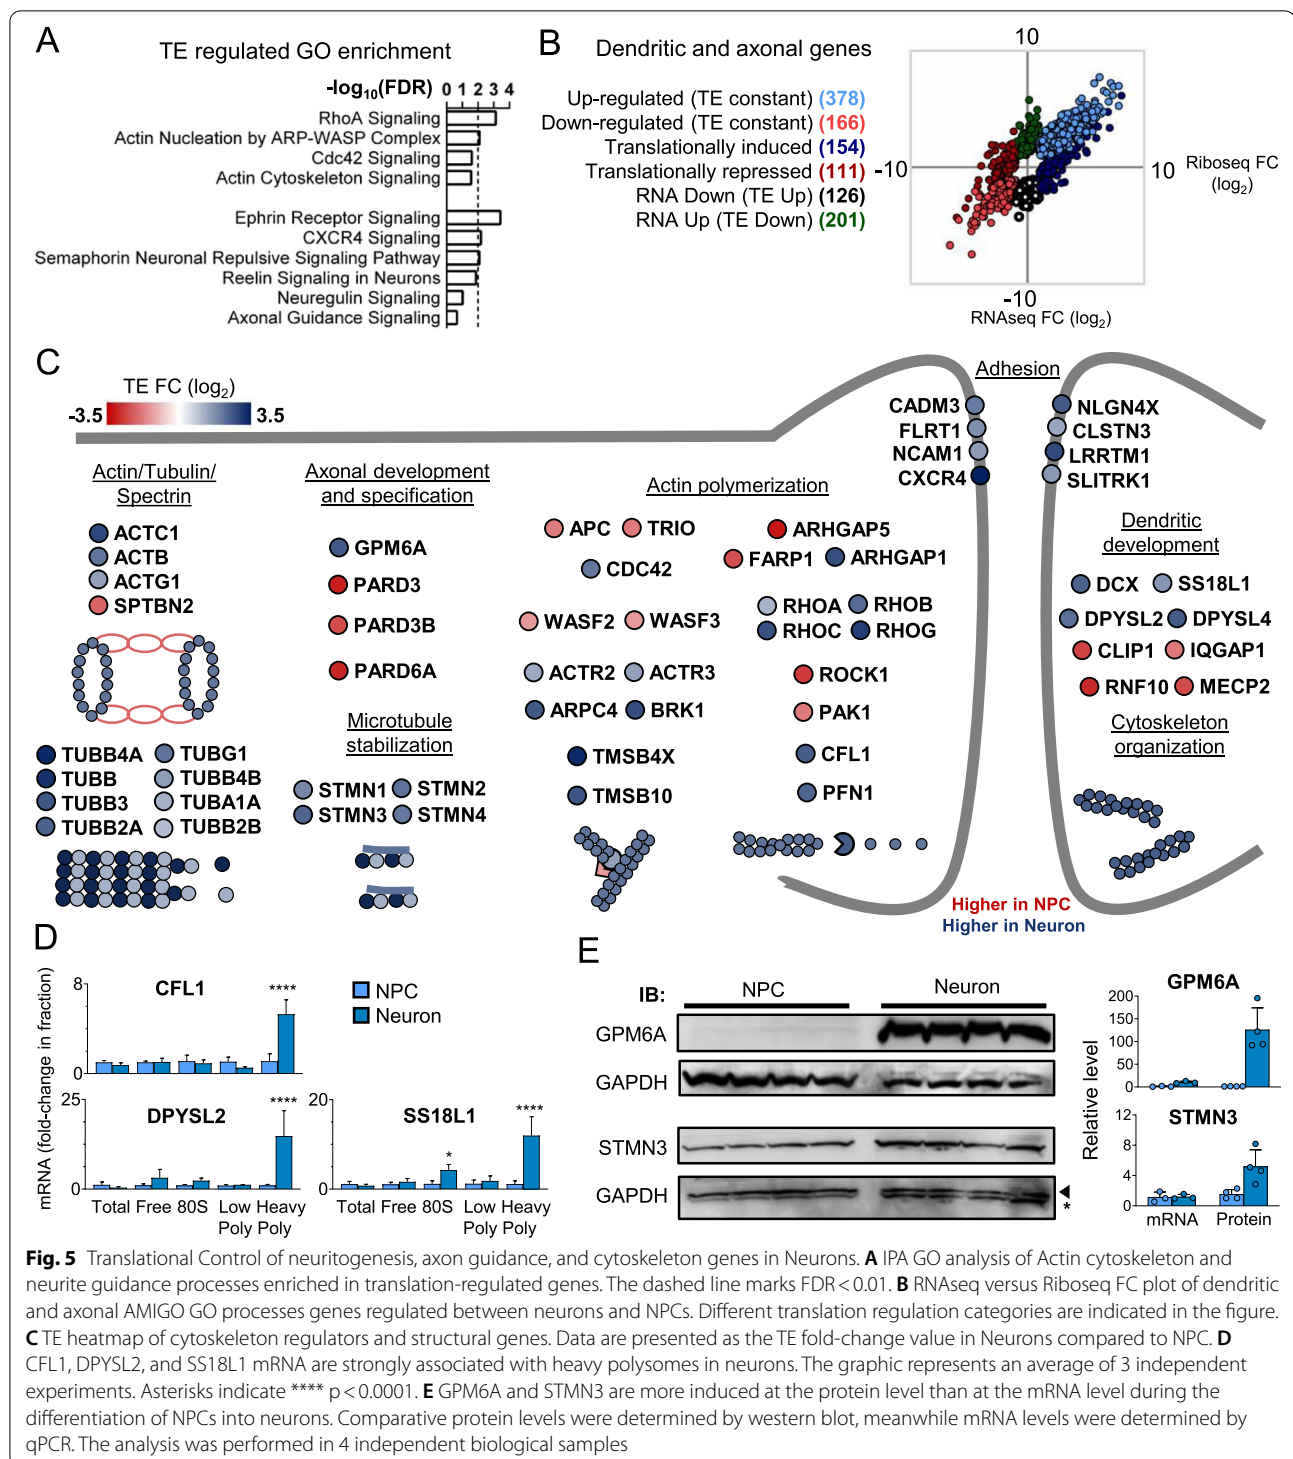 A
TE regulated GO enrichment
-log10(FDR)
0 1 2 3 4
RhoA Signaling
Actin Nucleation by ARP-WASP Complex
Cdc42 Signaling
Actin Cytoskeleton Signaling
Ephrin Receptor Signaling
CXCR4 Signaling
Semaphorin Neuronal Repulsive Signaling Pathway
Reelin Signaling in Neurons
Neuregulin Signaling
Axonal Guidance Signaling
B
Dendritic and axonal genes
Up-regulated (TE constant) (378)
Down-regulated (TE constant) (166)
Translationally induced (154)
Translationally repressed (111)
RNA Down (TE Up) (126)
RNA Up (TE Down) (201)
10
-10
10
Riboseq FC
(log2)
-10
RNAseq FC (log2)
C
TE FC (log2)
-3.5
3.5
Actin/Tubulin/
Spectrin
ACTC1
ACTB
ACTG1
SPTBN2
TUBB4A TUBG1
TUBB TUBB4B
TUBB3 TUBA1A
TUBB2A TUBB2B
Axonal development
and specification
GPM6A
PARD3
PARD3B
PARD6A
Microtubule
stabilization
STMN1 STMN2
STMN3 STMN4
Actin polymerization
APC TRIO
CDC42
WASF2 WASF3
ACTR2 ACTR3
ARPC4 BRK1
TMSB4X
TMSB10
ARHGAP5
FARP1 ARHGAP1
RHOA RHOB
RHOC RHOG
ROCK1
PAK1
CFL1
PFN1
Adhesion
CADM3
FLRT1
NCAM1
CXCR4
NLGN4X
CLSTN3
LRRTM1
SLITRK1
Dendritic
development
DCX SS18L1
DPYSL2 DPYSL4
CLIP1 IQGAP1
RNF10 MECP2
Cytoskeleton
organization
Higher in NPC
Higher in Neuron
D
mRNA (fold-change in fraction)
8
0
CFL1
****
NPC
Neuron
25
0
DPYSL2
****
Total Free 80S Low Heavy
Poly Poly
20
0
SS18L1
*
****
Total Free 80S Low Heavy
Poly Poly
E
IB:
NPC
Neuron
GPM6A
GAPDH
STMN3
GAPDH
*
Relative level
GPM6A
200
150
100
50
0
STMN3
12
8
4
0
mRNA Protein
Fig. 5 Translational Control of neuritogenesis, axon guidance, and cytoskeleton genes in Neurons. A IPA GO analysis of Actin cytoskeleton and
neurite guidance processes enriched in translation-regulated genes. The dashed line marks FDR < 0.01. B RNAseq versus Riboseq FC plot of dendritic
and axonal AMIGO GO processes genes regulated between neurons and NPCs. Different translation regulation categories are indicated in the figure.
C TE heatmap of cytoskeleton regulators and structural genes. Data are presented as the TE fold-change value in Neurons compared to NPC. D
CFL1, DPYSL2, and SS18L1 mRNA are strongly associated with heavy polysomes in neurons. The graphic represents an average of 3 independent
experiments. Asterisks indicate **** p < 0.0001. E GPM6A and STMN3 are more induced at the protein level than at the mRNA level during the
differentiation of NPCs into neurons. Comparative protein levels were determined by western blot, meanwhile mRNA levels were determined by
qPCR. The analysis was performed in 4 independent biological samples